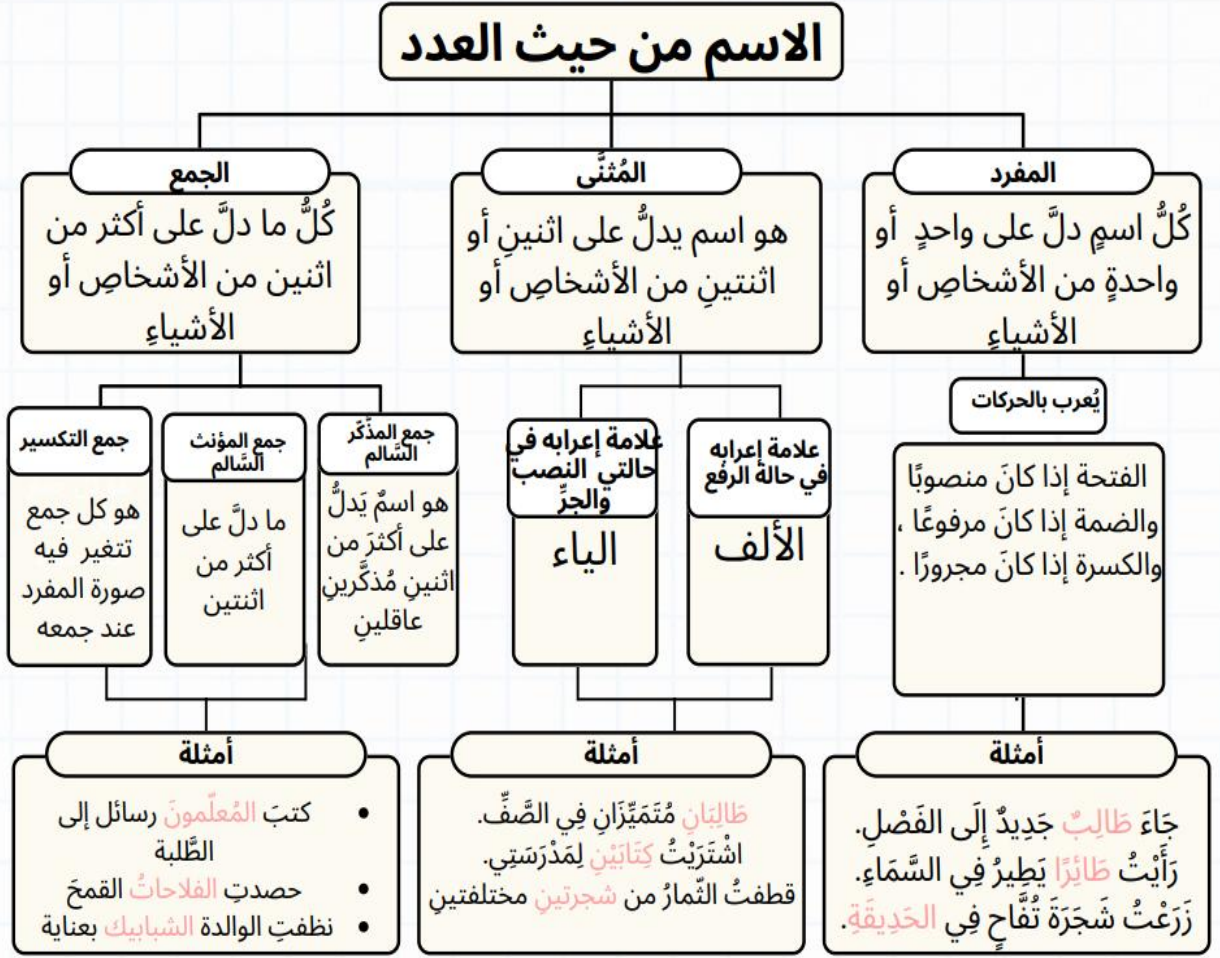 الاسم من حيث العدد
المفرد
كُلُّ اسمٍ دلَّ على واحدٍ أو
واحدةٍ من الأشخاصِ أو
الأشياءِ
يُعرب بالحركات
الفتحة إذا كانَ منصوبًا
والضمة إذا كانَ مرفوعًا ،
والكسرة إذا كانَ مجرورًا .
أمثلة
جَاءَ طَالِبٌ جَدِيدٌ إِلَى الفَصْلِ.
رَأَيْتُ طَائِرًا يَطِيرُ فِي السَّمَاءِ.
زَرَعْتُ شَجَرَةَ تُفَّاحٍ فِي الحَدِيقَةِ.
المُثنَّى
هو اسم يدلُّ على اثنينِ أو
اثنتينِ من الأشخاصِ أو
الأشياءِ
علامة إعرابه
في حالة الرفع
الألف
علامة إعرابه في
حالتي النصب
والجرِّ
الياء
أمثلة
طَالِبَانِ مُتَمَيِّزَانِ فِي الصَّفِّ.
اشْتَرَيْتُ كِتَابَيْنِ لِمَدْرَسَتِي.
قطفتُ الثّمارُ من شجرتينِ مختلفتينِ
الجمع
كُلُّ ما دلَّ على أكثر من
اثنين من الأشخاصِ أو
الأشياءِ
جمع المذكَّر
السَّالم
هو اسمٌ يَدلُّ
على أكثرَ من
اثنينِ مُذكَّرينِ
عاقلينِ
جمع المؤنث
السَّالم
ما دلَّ على
أكثر من
اثنتين
جمع التكسير
هو كل جمع
تتغير فيه
صورة المفرد
عند جمعه
أمثلة
• كتبَ المُعلّمونَ رسائل إلى
الطَّلبة
• حصدتِ الفلاحاتُ القمحَ
• نظفتِ الوالدة الشبابيك بعناية